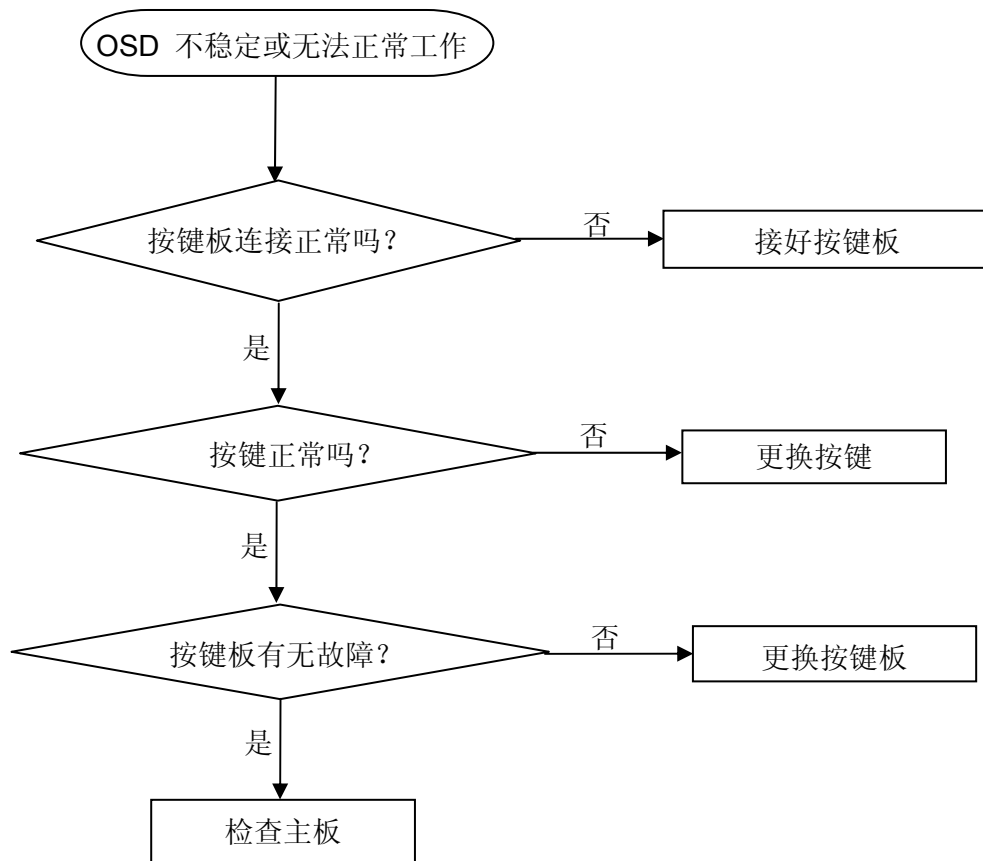 OSD 不稳定或无法正常工作
按键板连接正常吗？
否
接好按键板
是
按键正常吗？
否
更换按键
是
按键板有无故障？
否
更换按键板
是
检查主板